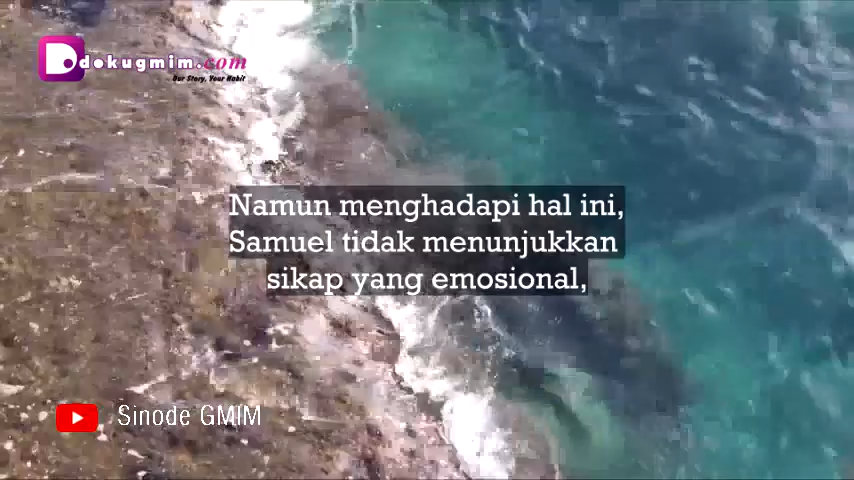 dokugmim.com
Our Story, Your Habit
Namun menghadapi hal ini,
Samuel tidak menunjukkan
sikap yang emosional,
Sinode GMIM